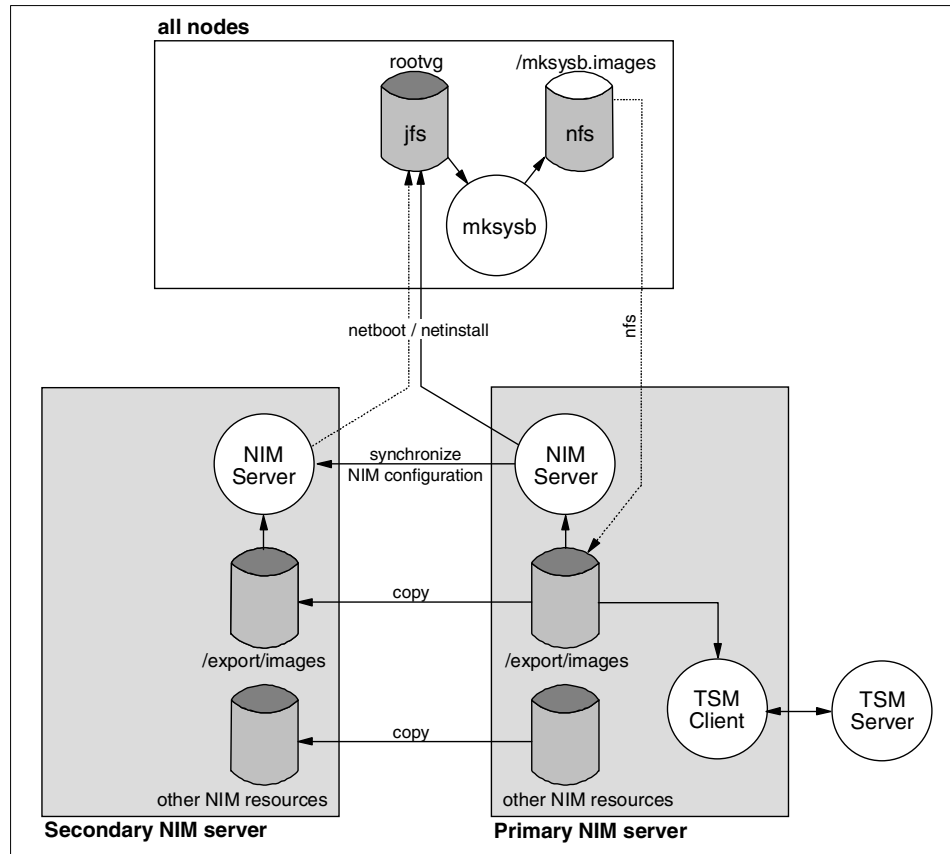 all nodes
rootvg
/mksysb.images
jfs
nfs
mksysb
netboot / netinstall
nfs
NIM
Server
synchronize
NIM configuration
NIM
Server
copy
/export/images
/export/images
TSM
Client
TSM
Server
copy
other NIM resources
other NIM resources
Secondary NIM server
Primary NIM server